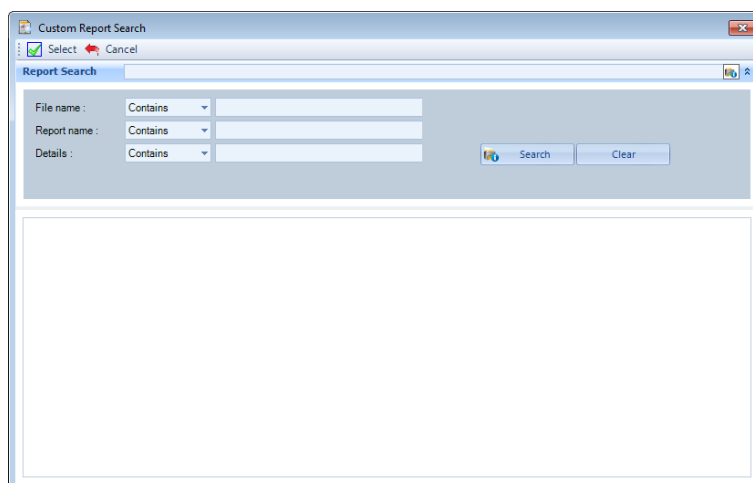 Custom Report Search
Select Cancel
Report Search
File name : Contains
Report name : Contains
Details : Contains Search Clear